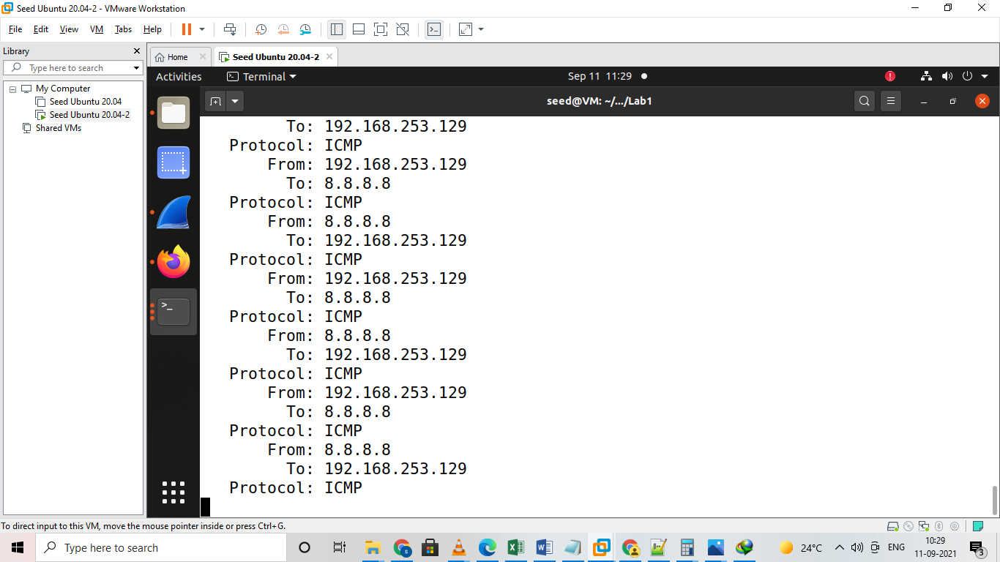 Seed Ubuntu 20.04-2 - VMware Workstation
File Edit View VM Tabs Help
Library
Type here to search
My Computer
Seed Ubuntu 20.04
Seed Ubuntu 20.04-2
Shared VMs
Home
Seed Ubuntu 20.04-2
Activities
Terminal
Sep 11 11:29
seed@VM: ~/.../Lab1
To: 192.168.253.129
Protocol: ICMP
From: 192.168.253.129
To: 8.8.8.8
Protocol: ICMP
From: 8.8.8.8
To: 192.168.253.129
Protocol: ICMP
From: 192.168.253.129
To: 8.8.8.8
Protocol: ICMP
From: 8.8.8.8
To: 192.168.253.129
Protocol: ICMP
From: 192.168.253.129
To: 8.8.8.8
Protocol: ICMP
From: 8.8.8.8
To: 192.168.253.129
Protocol: ICMP
To direct input to this VM, move the mouse pointer inside or press Ctrl+G.
Type here to search
24°C
ENG
10:29
11-09-2021
3